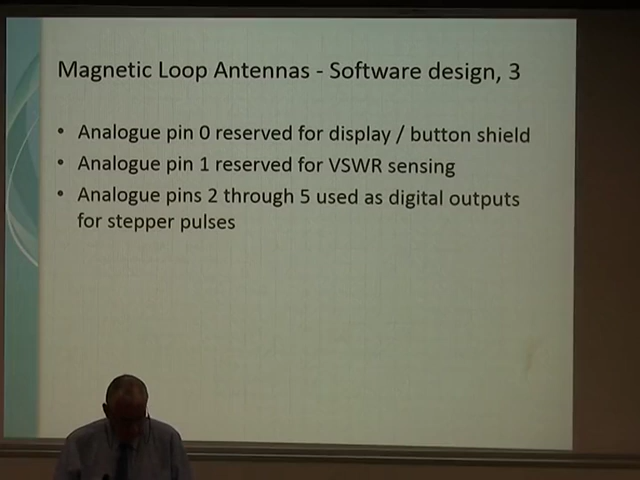 Magnetic Loop Antennas - Software design, 3
• Analogue pin 0 reserved for display / button shield
• Analogue pin 1 reserved for VSWR sensing
• Analogue pins 2 through 5 used as digital outputs
for stepper pulses